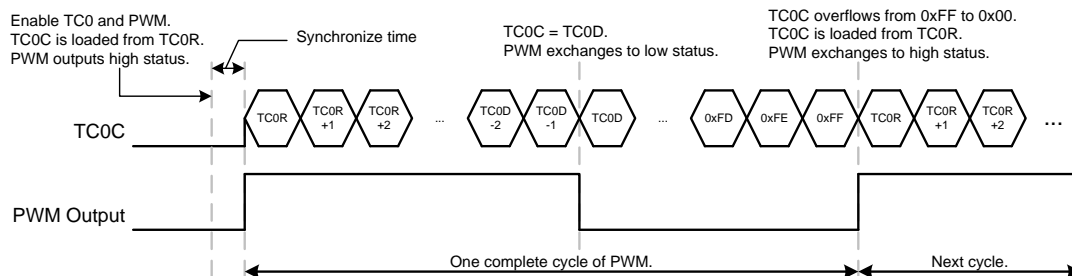 Enable TC0 and PWM.
TC0C is loaded from TC0R.
PWM outputs high status.
Synchronize time
TC0C = TC0D.
PWM exchanges to low status.
TC0C overflows from 0xFF to 0x00.
TC0C is loaded from TC0R.
PWM exchanges to high status.
TC0C
TC0R
TC0R
+1
TC0R
+2
...
TC0D
-2
TC0D
-1
TC0D
...
0xFD
0xFE
0xFF
TC0R
TC0R
+1
TC0R
+2
...
PWM Output
One complete cycle of PWM.
Next cycle.